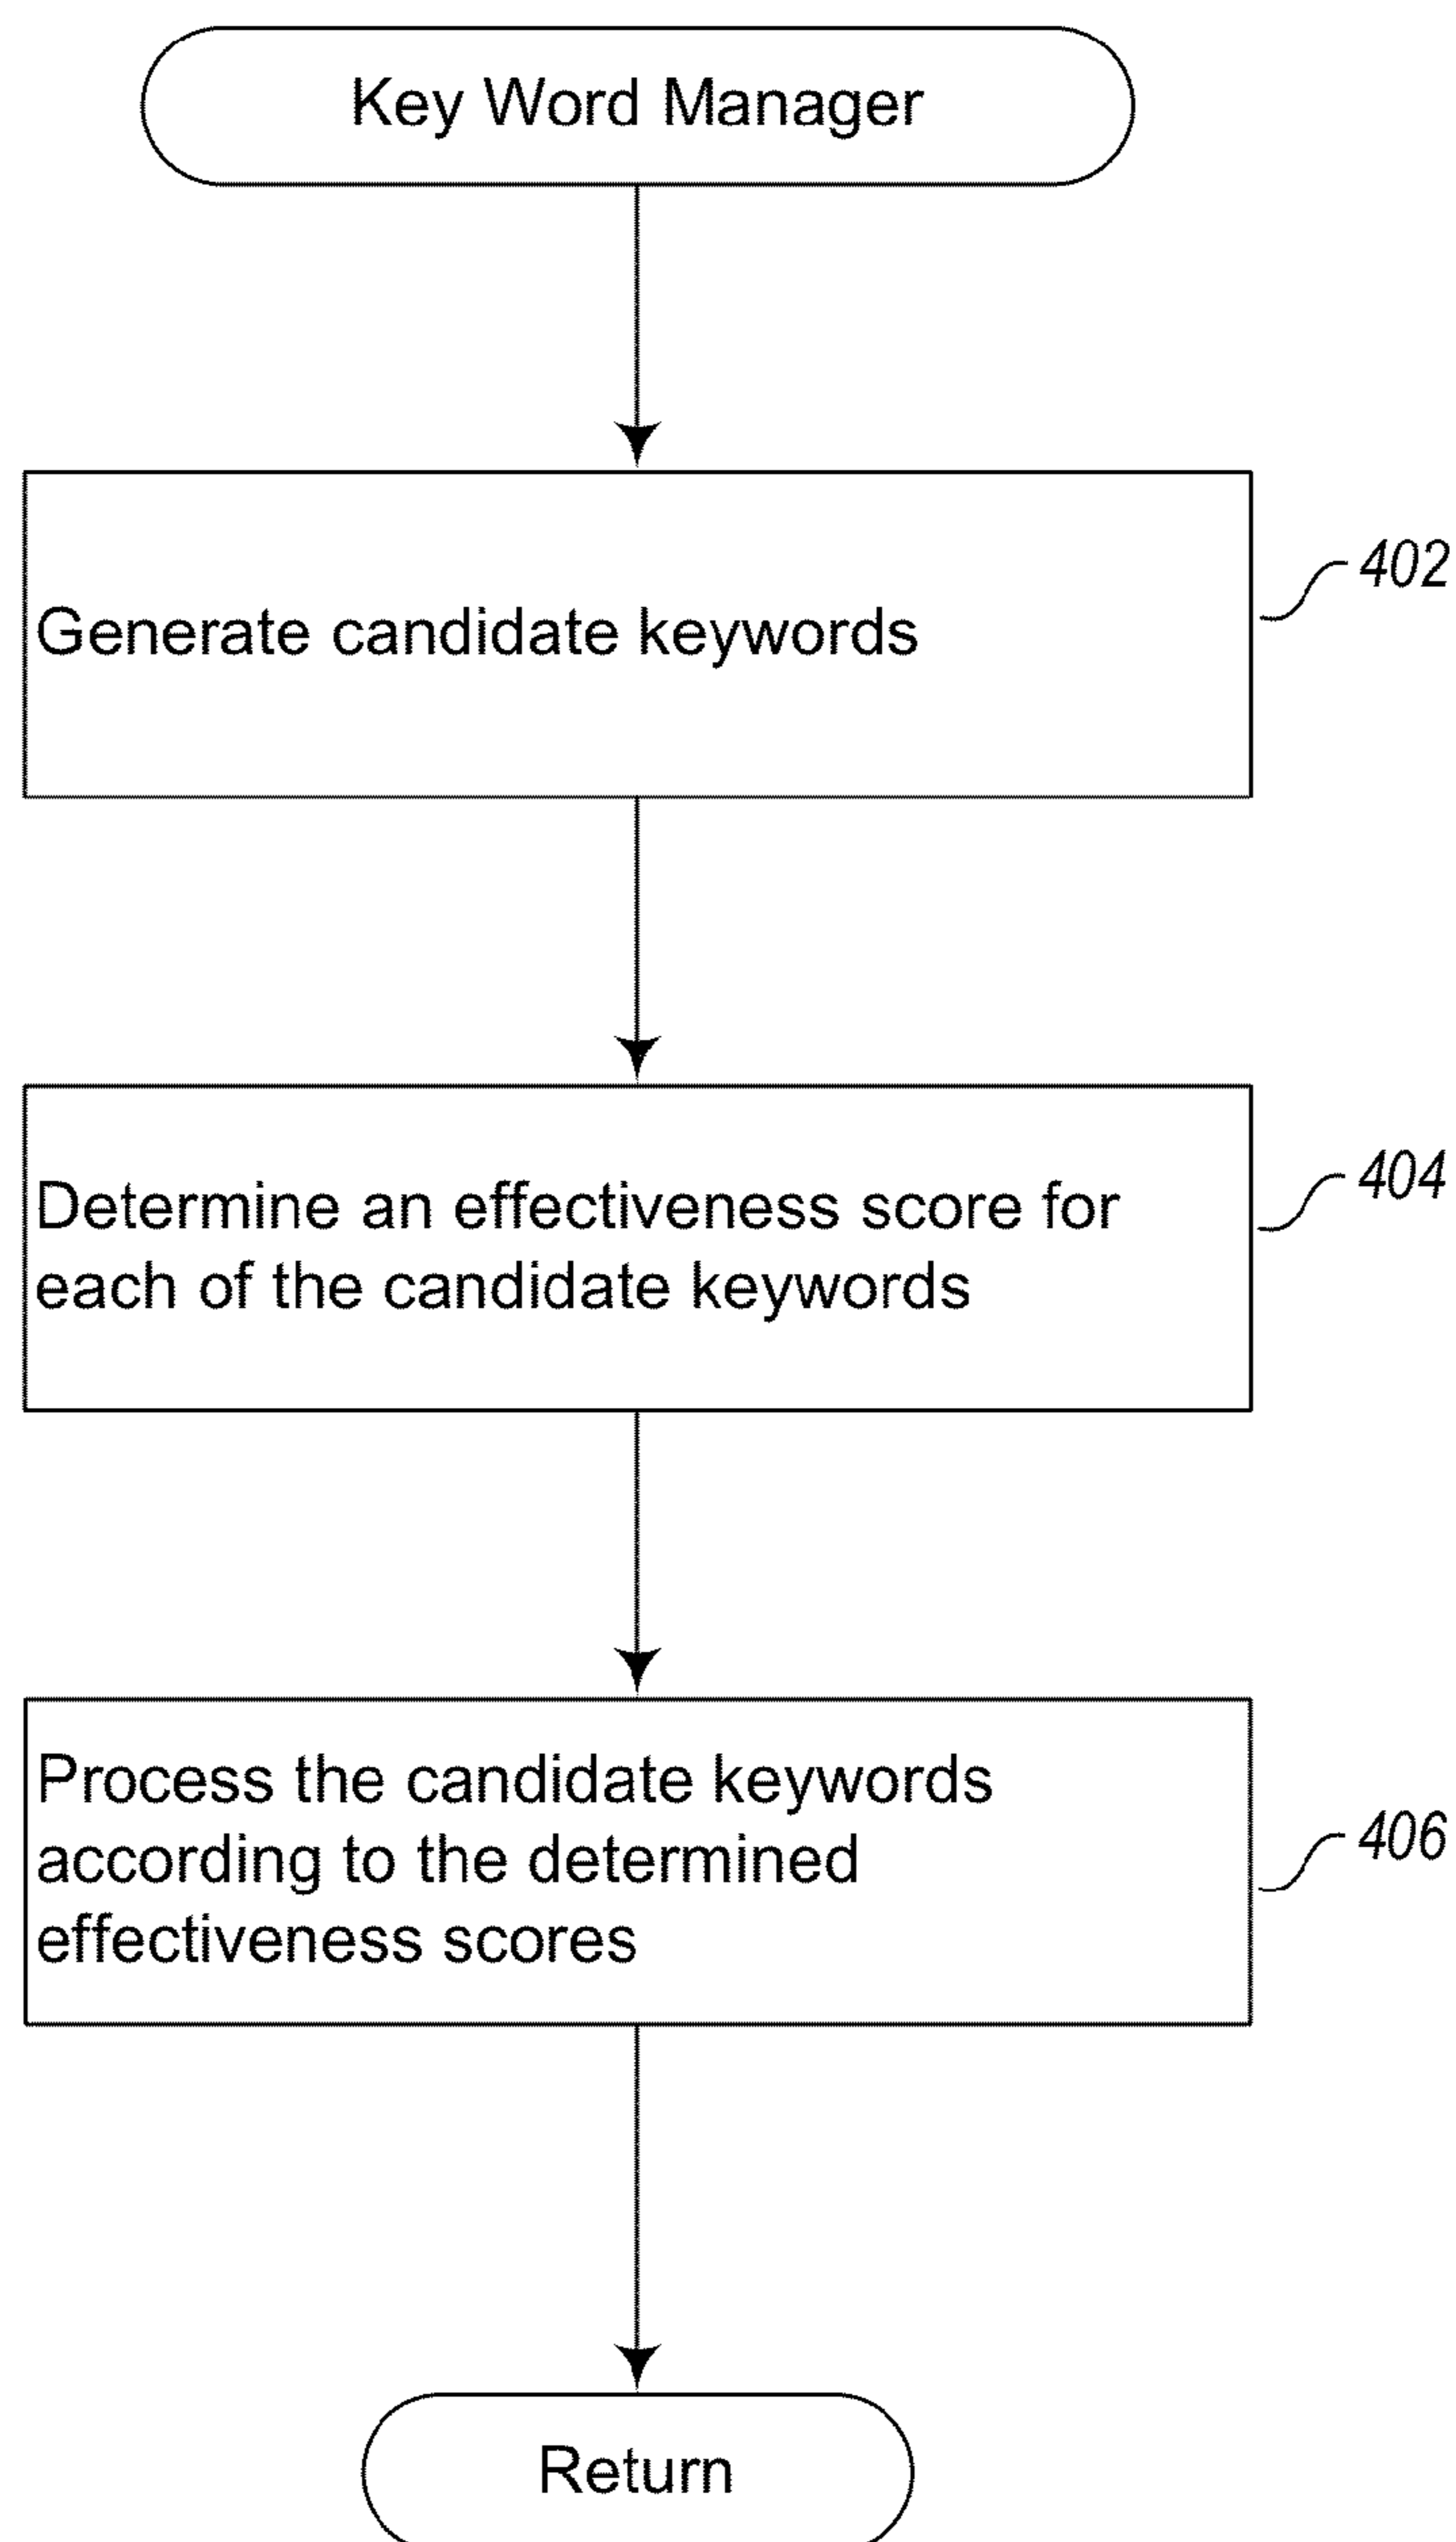 Key Word Manager
Generate candidate keywords
402
Determine an effectiveness score for
each of the candidate keywords
404
Process the candidate keywords
according to the determined
effectiveness scores
406
Return